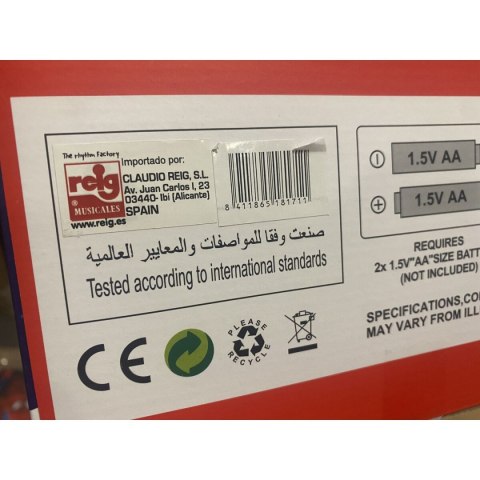 The rhythm Factory
reig
® MUSICALES
www.reig.es
Importado por:
CLAUDIO REIG, S.L.
Av. Juan Carlos I, 23
03440- Ibi (Alicante)
SPAIN
8 411865 181711
صنعت وفقا للمواصفات والمعايير العالمية
Tested according to international standards
CE
PLEASE
RECYCLE
1.5V AA
1.5V AA
REQUIRES
2x 1.5V"AA"SIZE BATT
(NOT INCLUDED)
SPECIFICATIONS,CO
MAY VARY FROM ILL